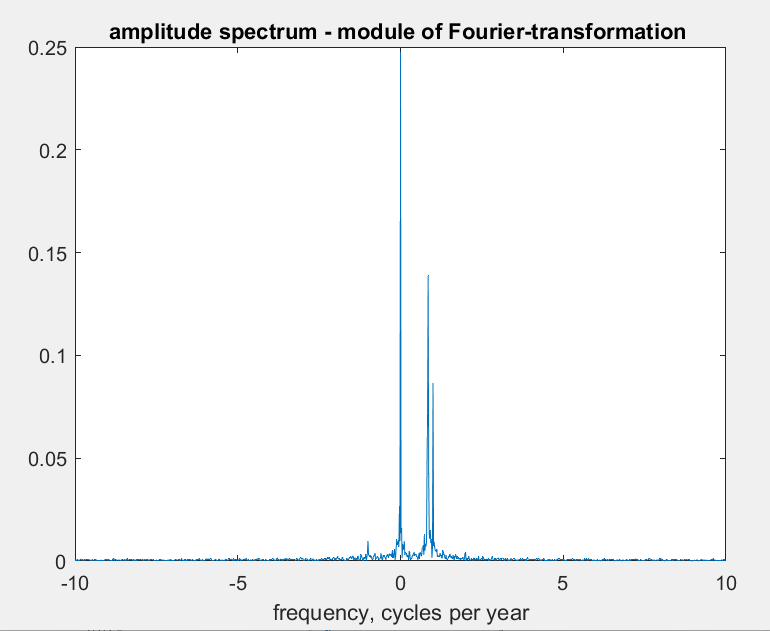 amplitude spectrum - module of Fourier-transformation
0.25
0.2
0.15
0.1
0.05
0
-10 -5 0 5 10
frequency, cycles per year